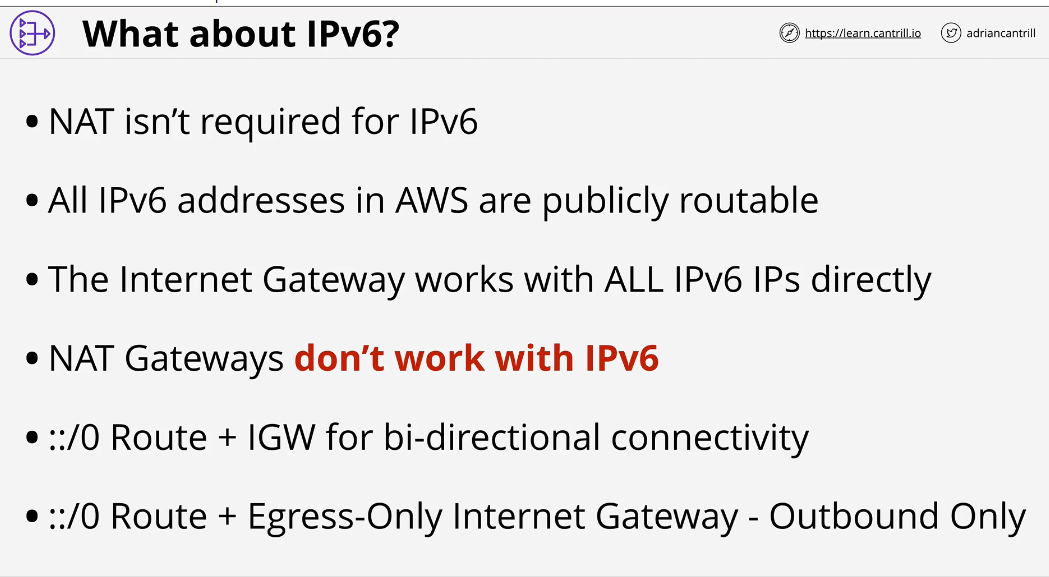 What about IPv6?
https://learn.cantrill.io
adriancantrill
• NAT isn't required for IPv6
• All IPv6 addresses in AWS are publicly routable
• The Internet Gateway works with ALL IPv6 IPs directly
• NAT Gateways don't work with IPv6
• ::/0 Route + IGW for bi-directional connectivity
• ::/0 Route + Egress-Only Internet Gateway - Outbound Only